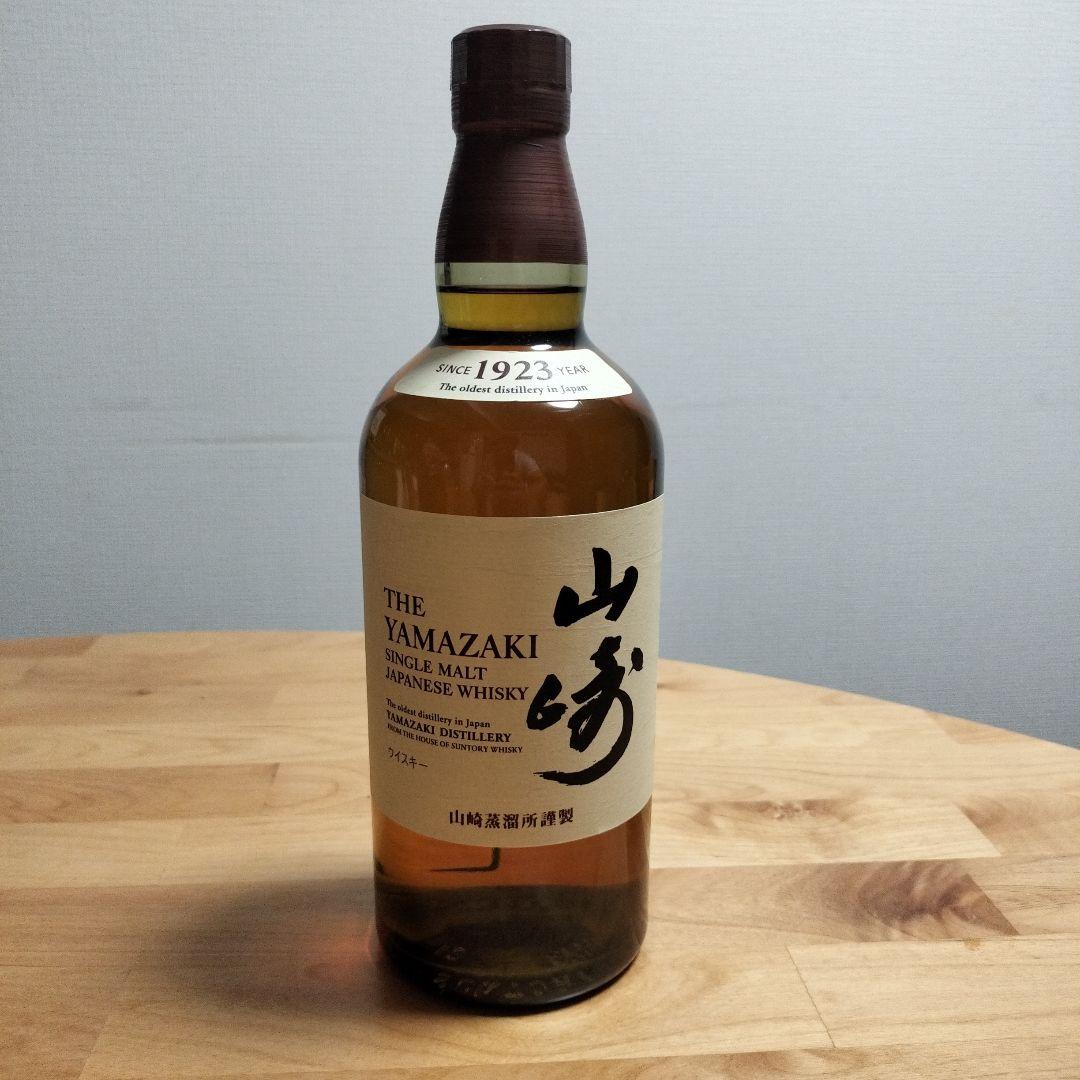 SINCE 1923 YEAR
The oldest distillery in Japan
THE
YAMAZAKI
SINGLE MALT
JAPANESE WHISKY
山崎
The oldest distillery in Japan
YAMAZAKI DISTILLERY
FROM THE HOUSE OF SUNTORY WHISKY
ウイスキー
山崎蒸溜所謹製